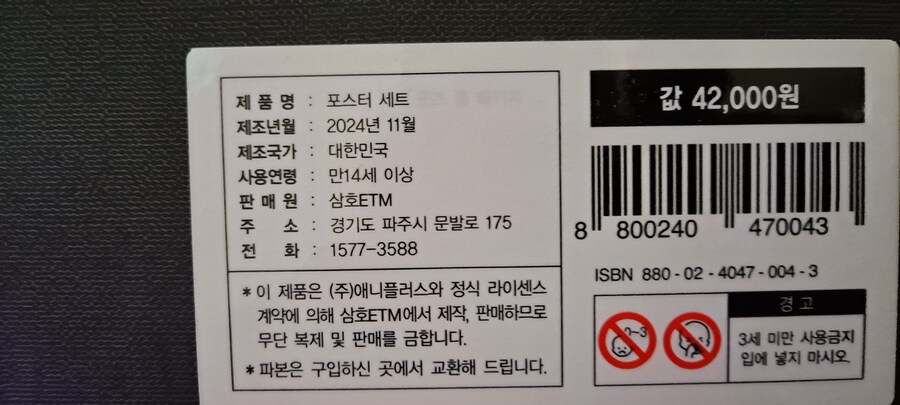 제 품 명 : 포스터 세트
제조년월 : 2024년 11월
제조국가 : 대한민국
사용연령 : 만14세 이상
판 매 원 : 삼호ETM
주 소 : 경기도 파주시 문발로 175
전 화 : 1577-3588
* 이 제품은 (주)애니플러스와 정식 라이센스
계약에 의해 삼호ETM에서 제작, 판매하므로
무단 복제 및 판매를 금합니다.
* 파본은 구입하신 곳에서 교환해 드립니다.
값 42,000원
8 800240 470043
ISBN 880-02-4047-004-3
0~3
경 고
3세 미만 사용금지
입에 넣지 마시오.